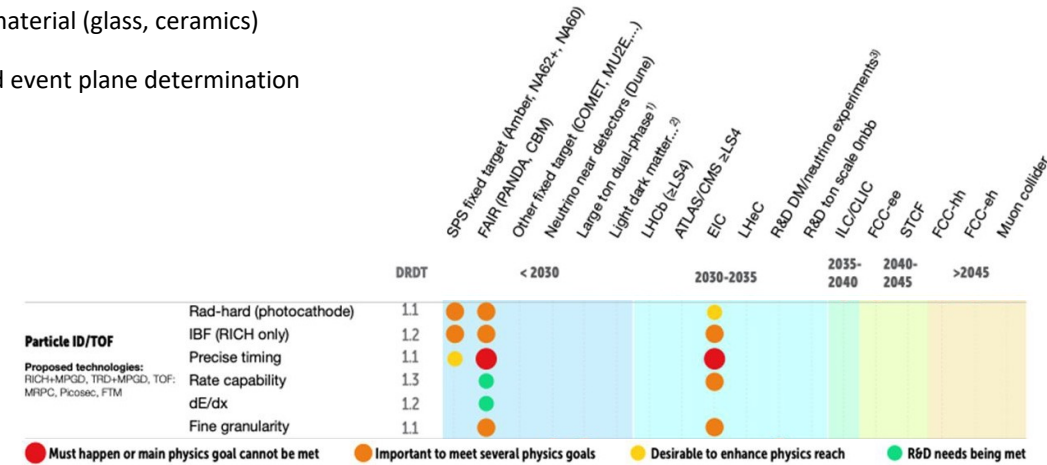 material (glass, ceramics)
d event plane determination
SPS fixed target (Amber, NA62+, NA60)
FAIR (PANDA, CBM)
Other fixed target (COMET, MU2E,...)
Neutrino near detectors (Dune)
Large ton dual-phase1)
Light dark matter... 2)
LHCb (≥LS4)
ATLAS/CMS ≥LS4
EIC
LHeC
R&D DM/neutrino experiments3)
R&D ton scale 0nbb
ILC/CLIC
FCC-ee
STCF
FCC-hh
FCC-eh
Muon collider
DRDT < 2030 2030-2035 2035-2040 2040-2045 >2045
Particle ID/TOF
Proposed technologies:
RICH+MPGD, TRD+MPGD, TOF:
MRPC, Picosec, FTM
Rad-hard (photocathode) 1.1
IBF (RICH only) 1.2
Precise timing 1.1
Rate capability 1.3
dE/dx 1.2
Fine granularity 1.1
Must happen or main physics goal cannot be met Important to meet several physics goals Desirable to enhance physics reach R&D needs being met